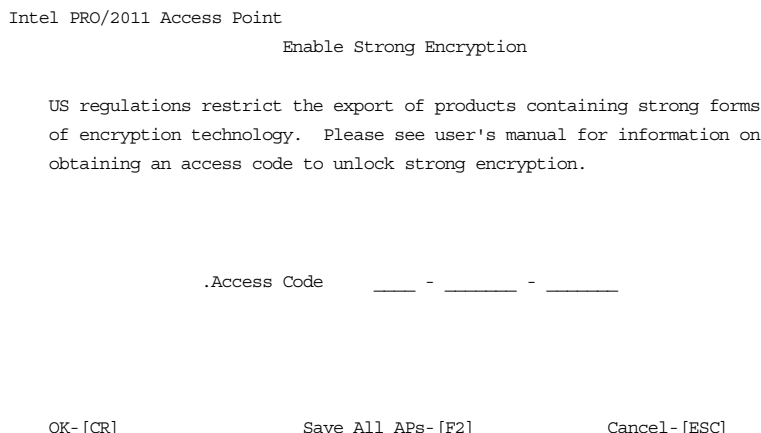 Intel PRO/2011 Access Point
Enable Strong Encryption
US regulations restrict the export of products containing strong forms
of encryption technology.  Please see user's manual for information on
obtaining an access code to unlock strong encryption.
.Access Code ____ - _______ - _______
OK-[CR] Save All APs-[F2] Cancel-[ESC]